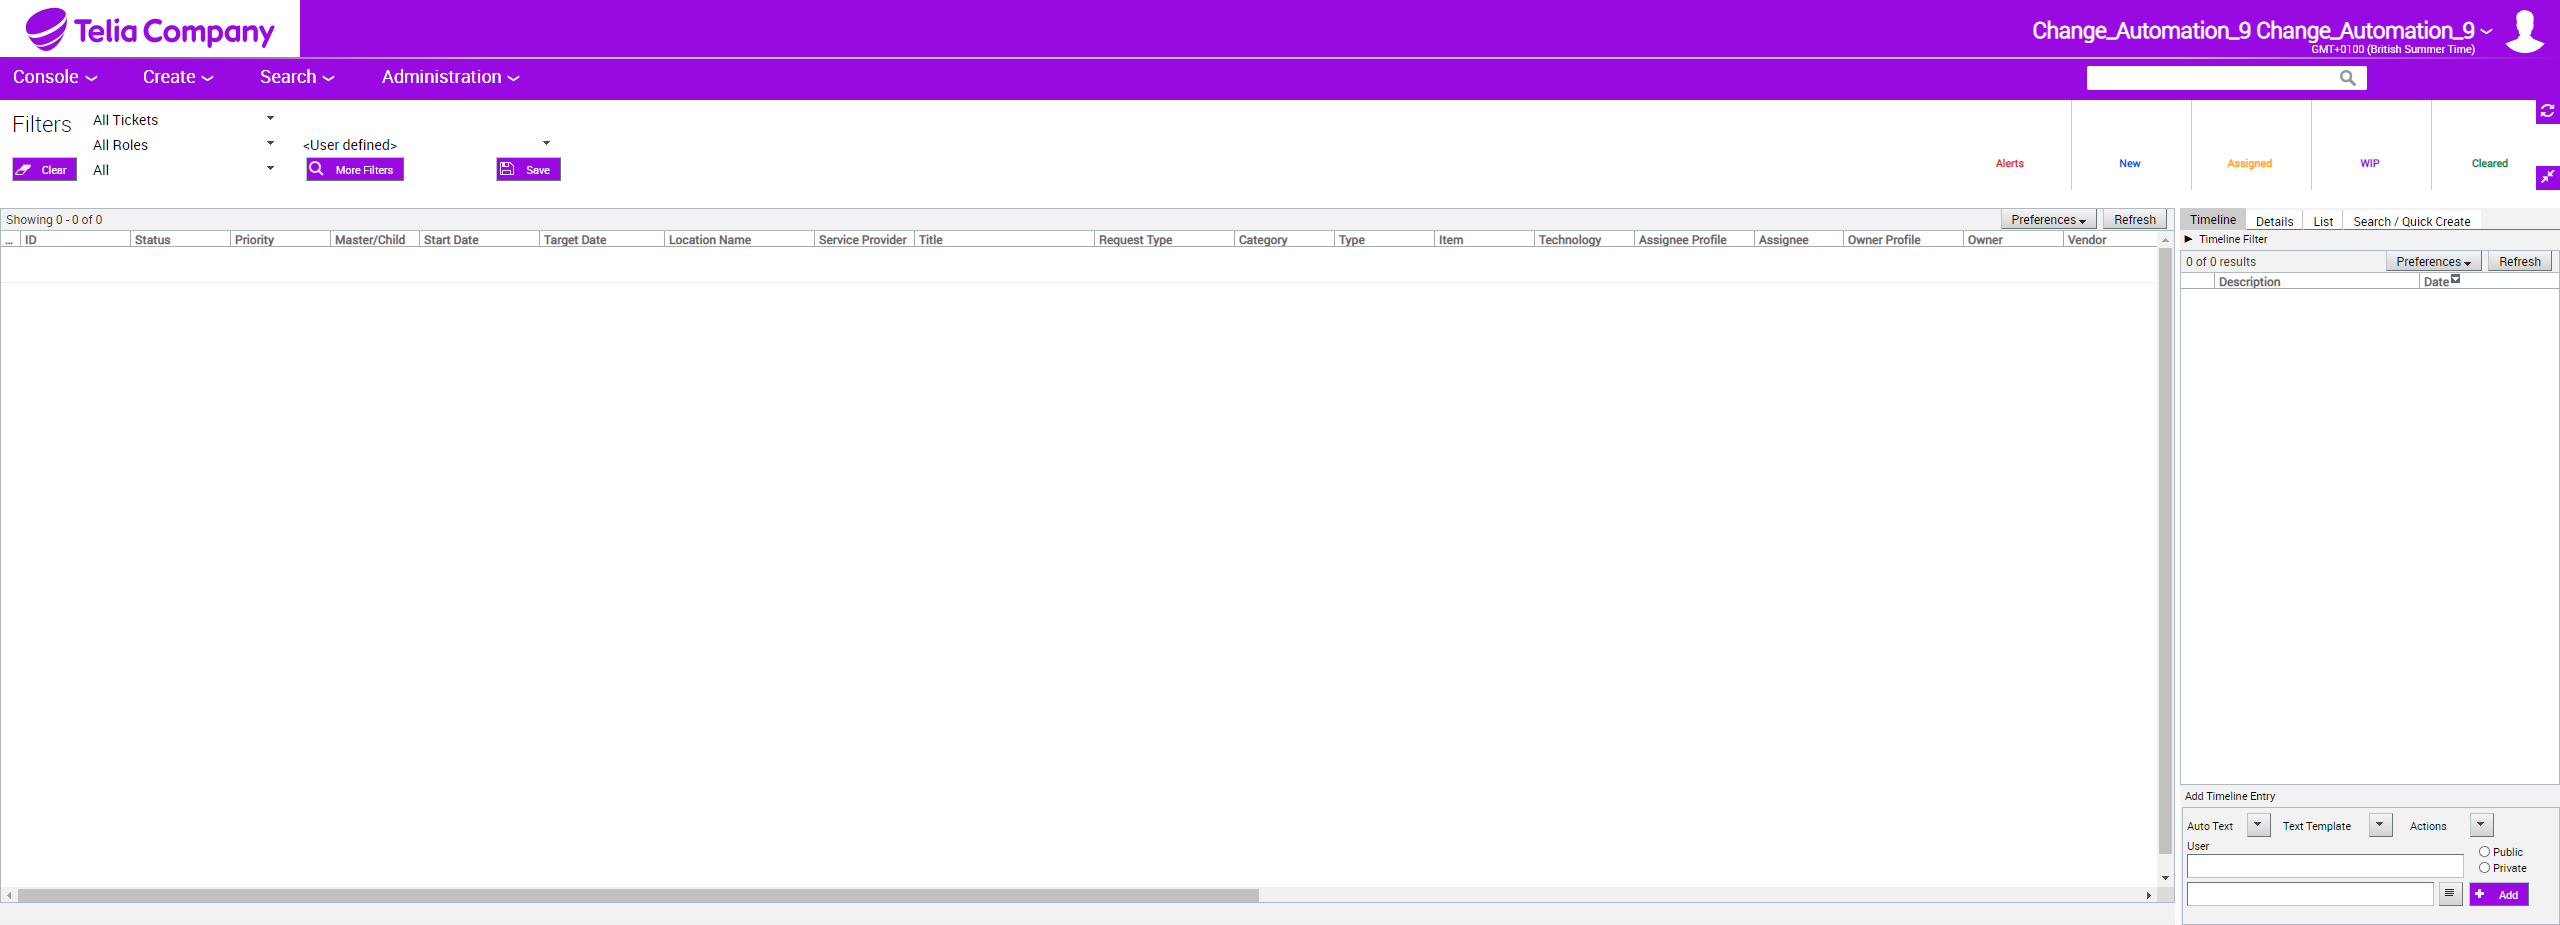 Telia Company
Change_Automation_9 Change_Automation_9
GMT+0100 (British Summer Time)
Console Create Search Administration
Filters All Tickets
All Roles <User defined>
Clear All More Filters Save
Alerts New Assigned WIP Cleared
Showing 0 - 0 of 0 Preferences Refresh
... ID Status Priority Master/Child Start Date Target Date Location Name Service Provider Title Request Type Category Type Item Technology Assignee Profile Assignee Owner Profile Owner Vendor
Timeline Details List Search / Quick Create
Timeline Filter
0 of 0 results Preferences Refresh
Description Date
Add Timeline Entry
Auto Text Text Template Actions
User
Public
Private
Add